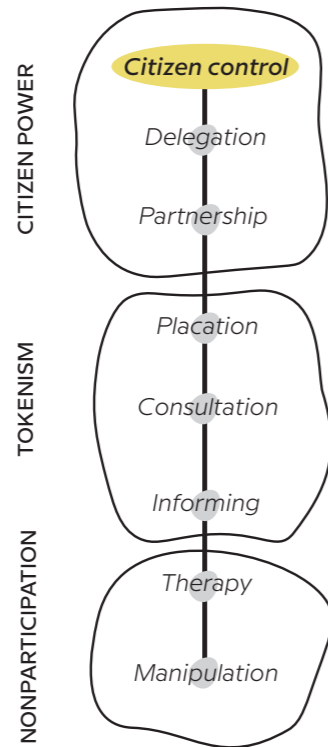 CITIZEN POWER
Citizen control
Delegation
Partnership
TOKENISM
Placation
Consultation
Informing
NONPARTICIPATION
Therapy
Manipulation